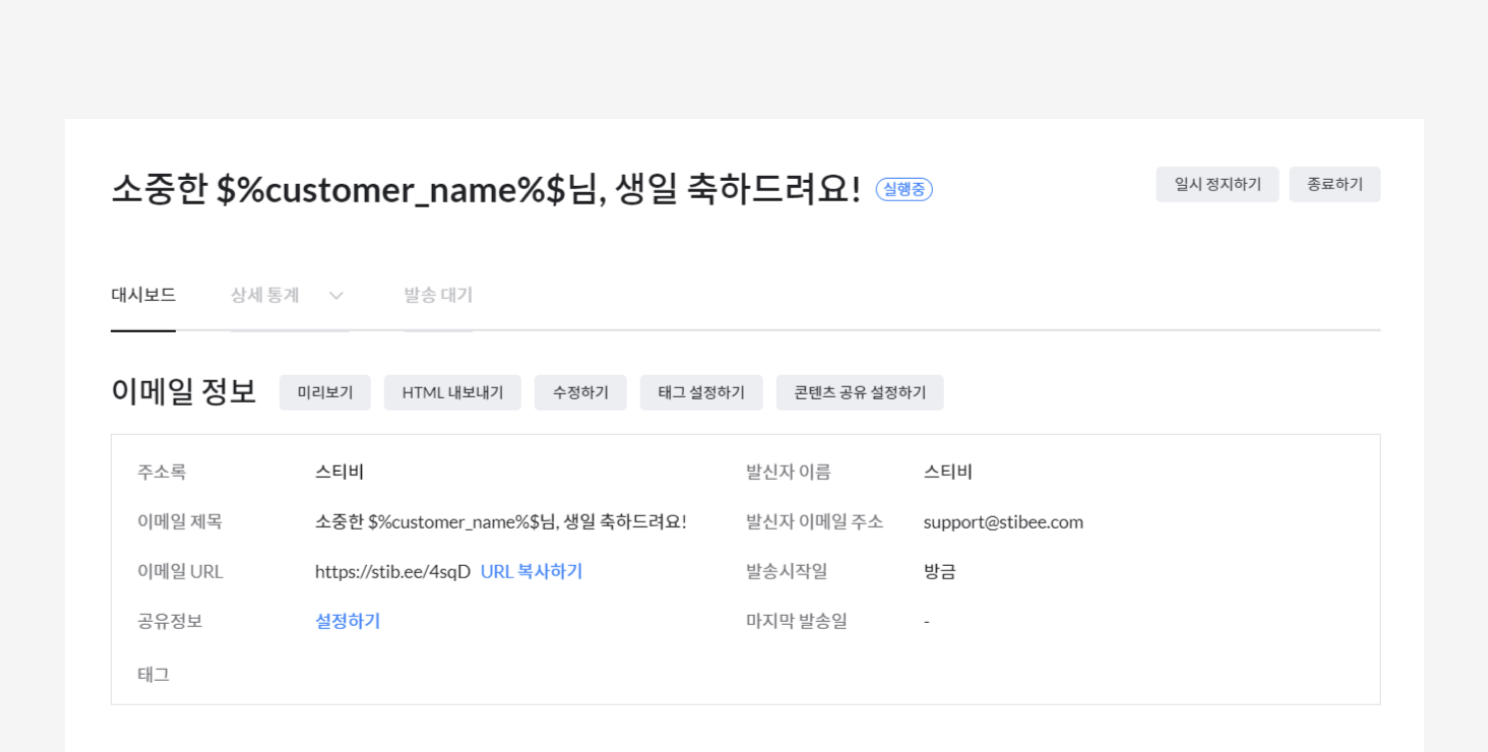 소중한 $%customer_name%$님, 생일 축하드려요! 실행중 일시 정지하기 종료하기
대시보드 상세 통계 발송 대기
이메일 정보 미리보기 HTML 내보내기 수정하기 태그 설정하기 콘텐츠 공유 설정하기
주소록 스티비 발신자 이름 스티비
이메일 제목 소중한 $%customer_name%$님, 생일 축하드려요! 발신자 이메일 주소 support@stibee.com
이메일 URL https://stib.ee/4sqD URL 복사하기 발송시작일 방금
공유정보 설정하기 마지막 발송일 -
태그